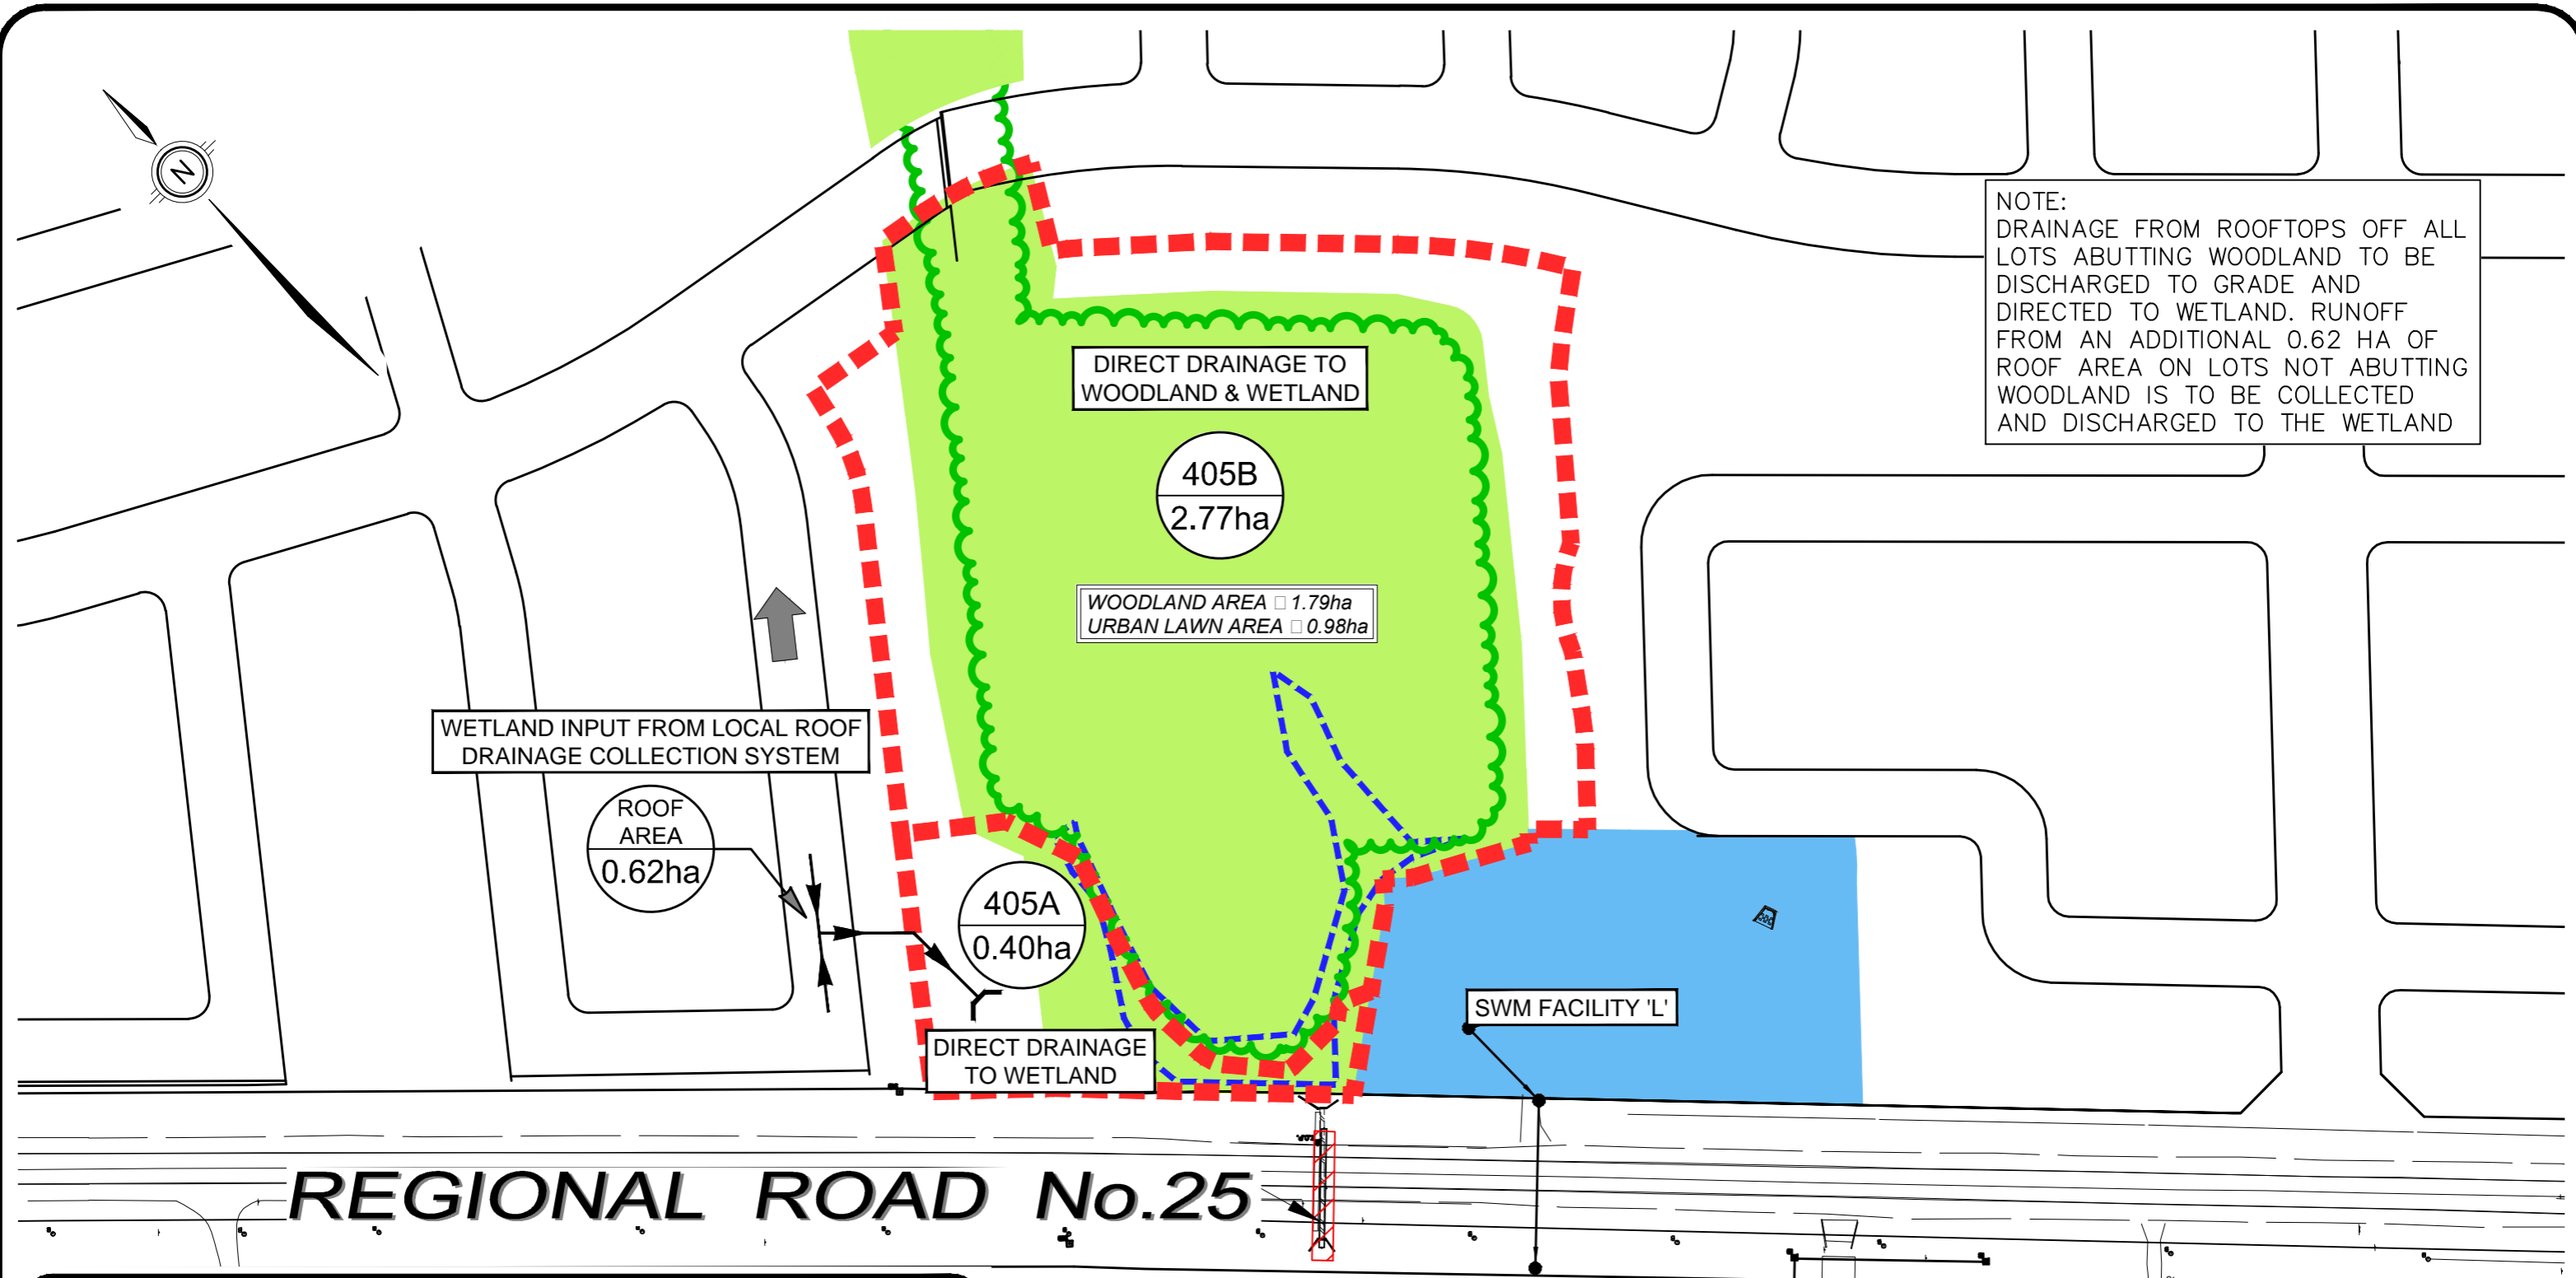 N
NOTE:
DRAINAGE FROM ROOFTOPS OFF ALL
LOTS ABUTTING WOODLAND TO BE
DISCHARGED TO GRADE AND
DIRECTED TO WETLAND. RUNOFF
FROM AN ADDITIONAL 0.62 HA OF
ROOF AREA ON LOTS NOT ABUTTING
WOODLAND IS TO BE COLLECTED
AND DISCHARGED TO THE WETLAND
DIRECT DRAINAGE TO
WOODLAND & WETLAND
405B
2.77ha
WOODLAND AREA □ 1.79ha
URBAN LAWN AREA □ 0.98ha
WETLAND INPUT FROM LOCAL ROOF
DRAINAGE COLLECTION SYSTEM
ROOF
AREA
0.62ha
405A
0.40ha
DIRECT DRAINAGE
TO WETLAND
SWM FACILITY 'L'
REGIONAL ROAD No.25